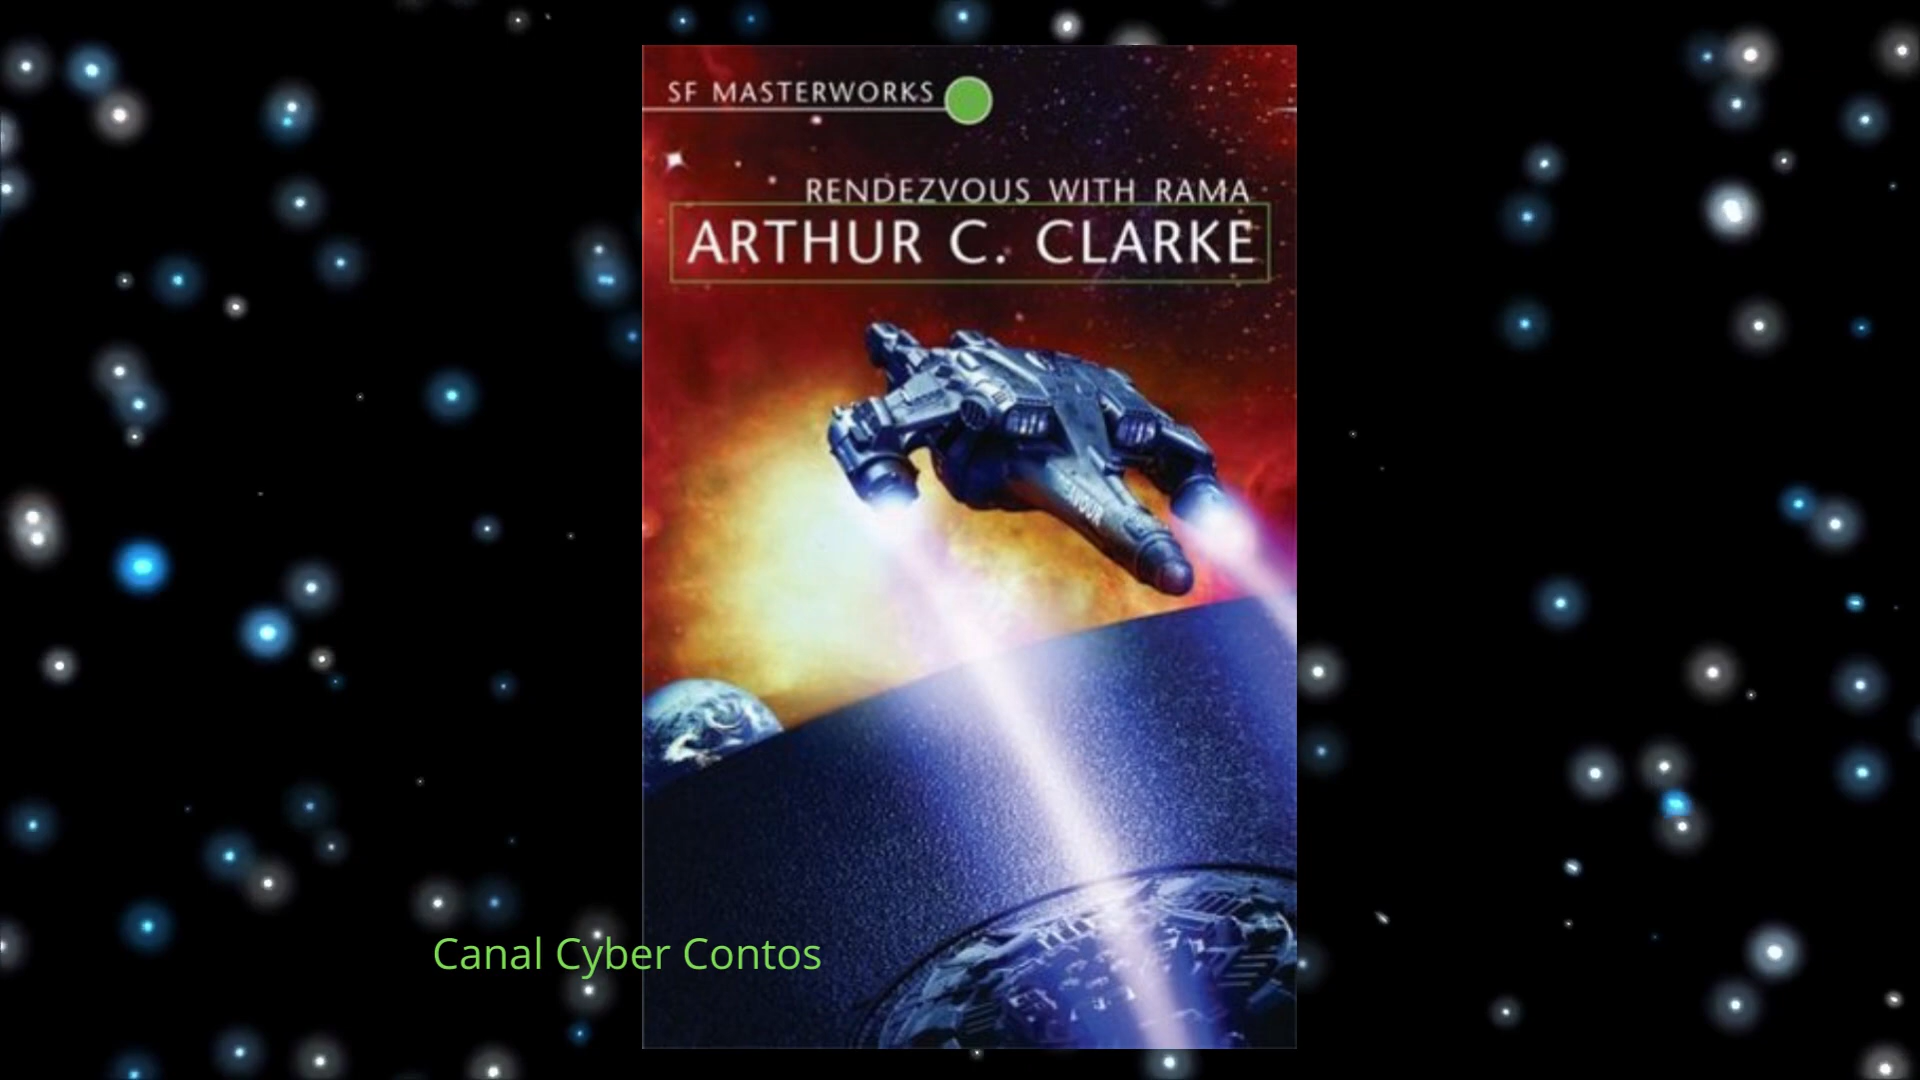 SF MASTERWORKS
RENDEZVOUS WITH RAMA
ARTHUR C. CLARKE
Canal Cyber Contos